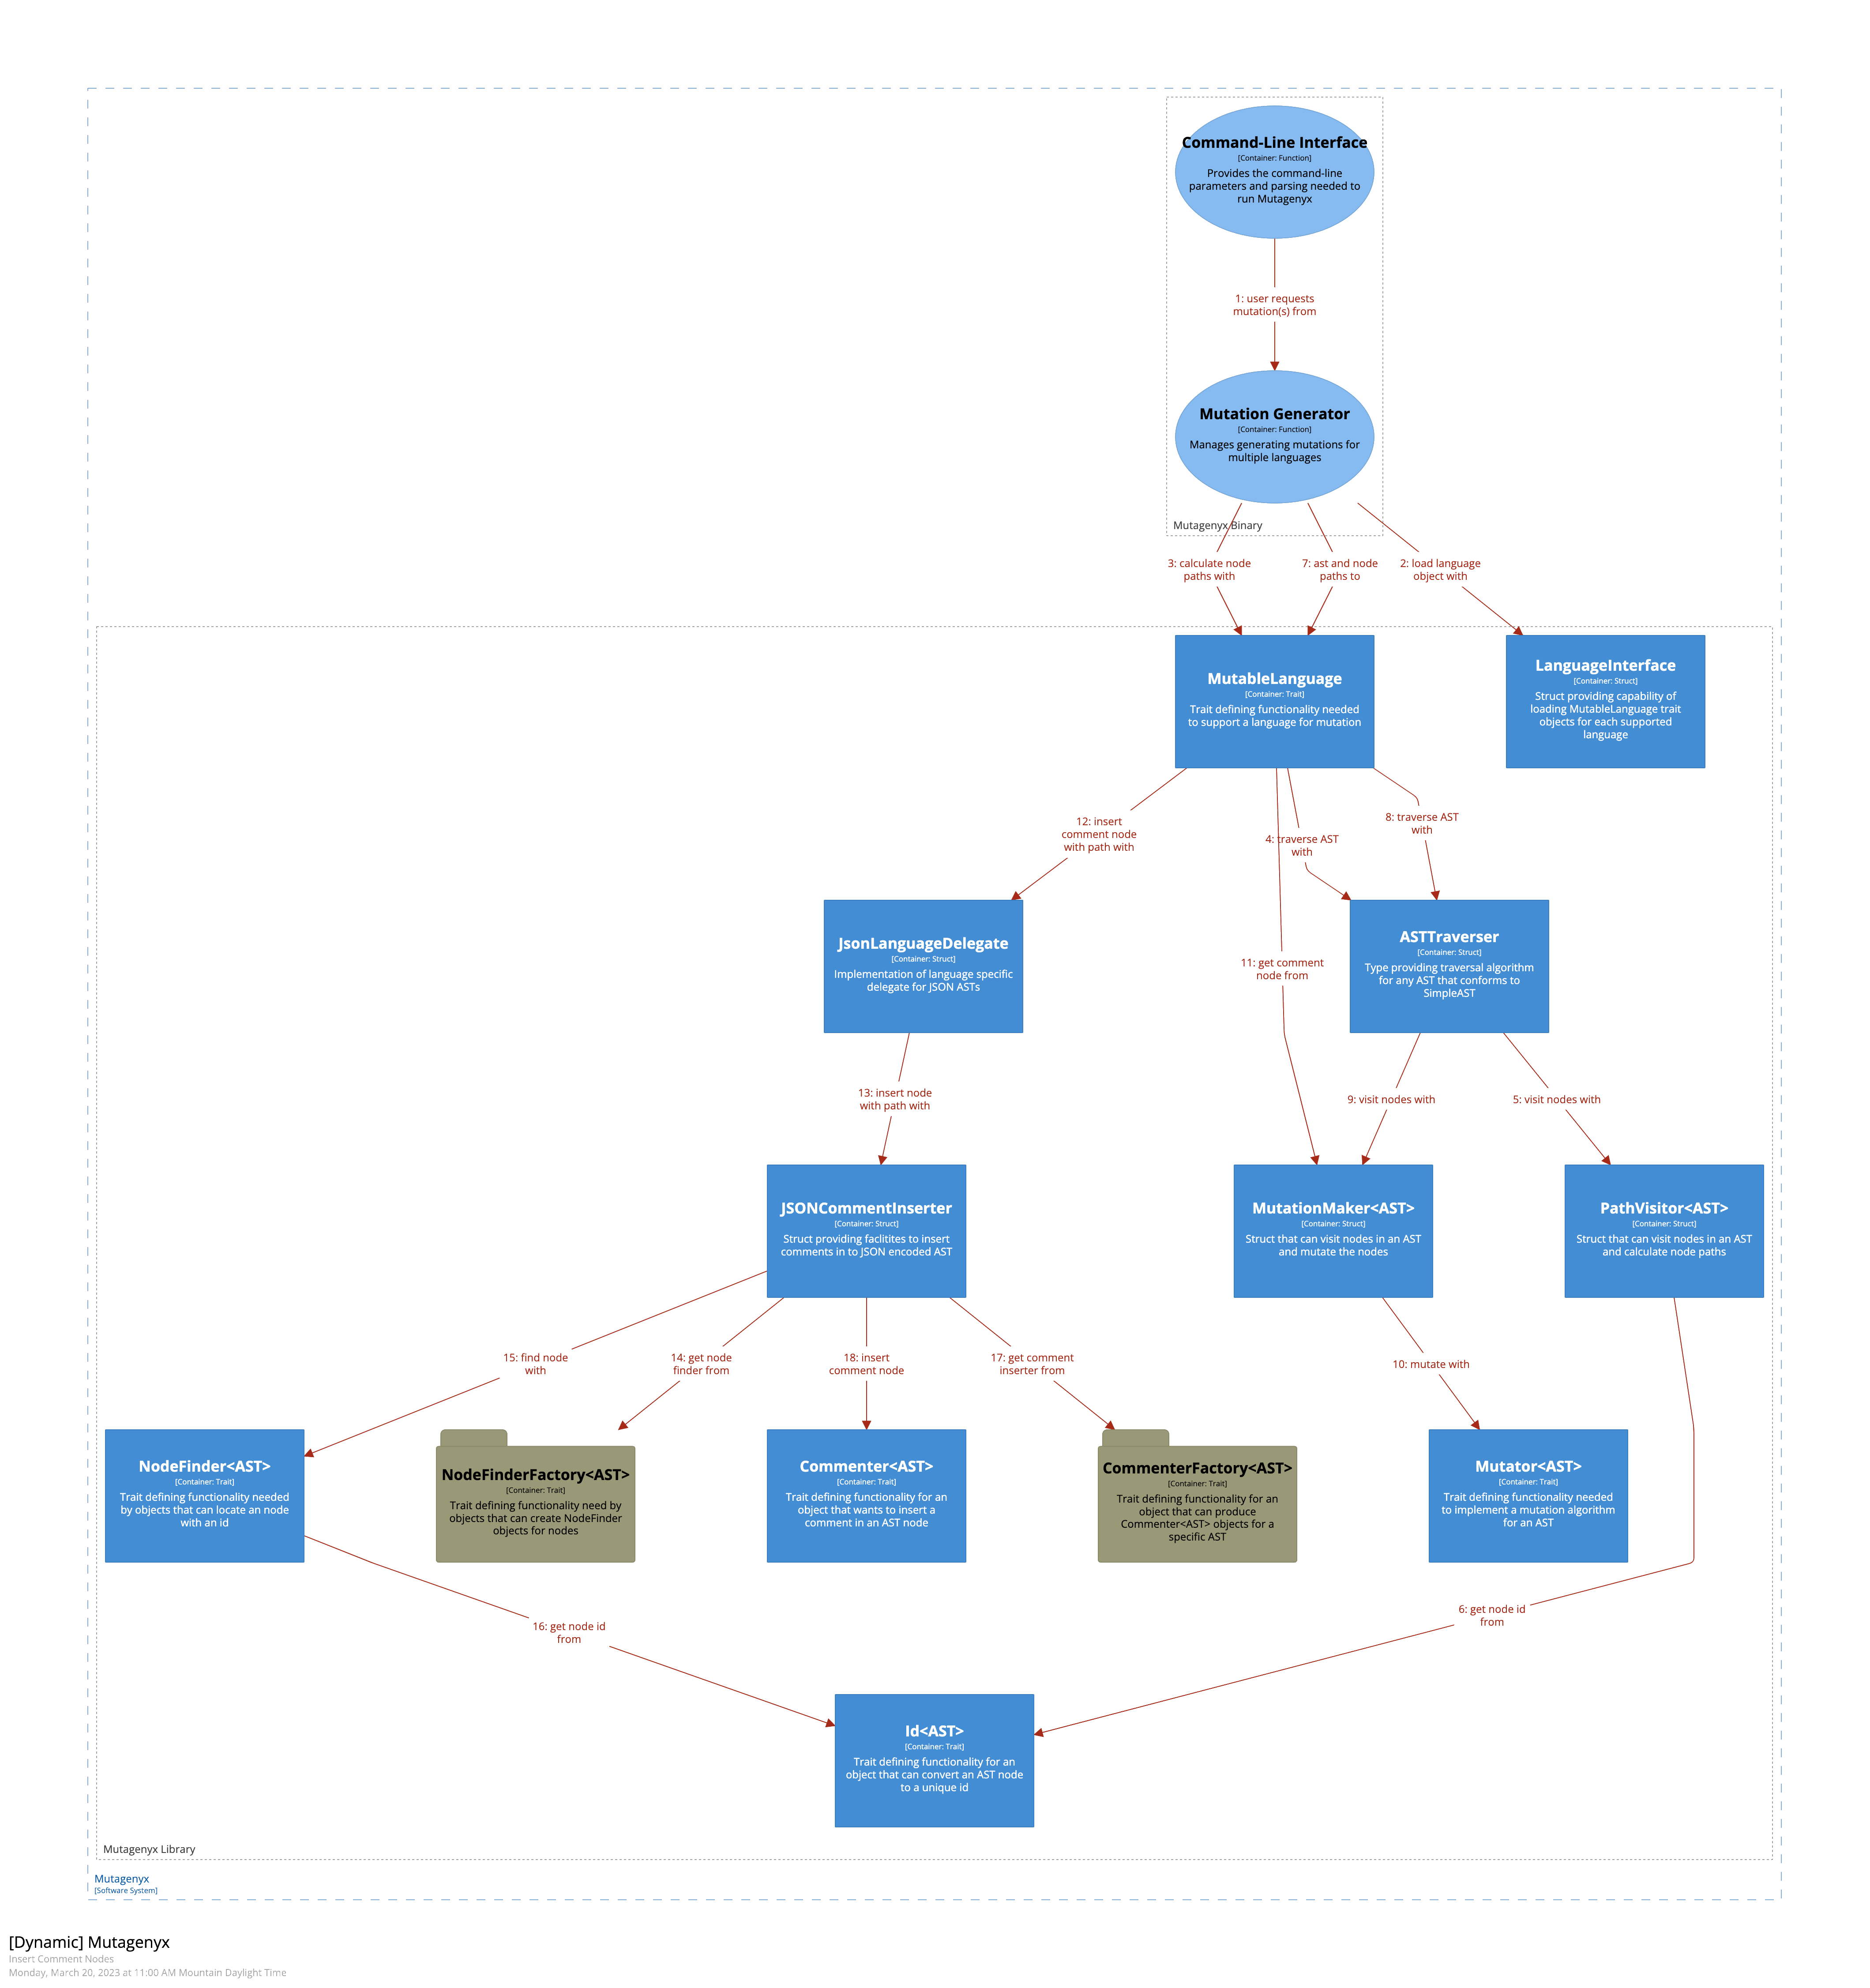 Command-Line Interface
[Container: Function]
Provides the command-line
parameters and parsing needed to
run Mutagenyx
1: user requests
mutation(s) from
Mutation Generator
[Container: Function]
Manages generating mutations for
multiple languages
Mutagenyx Binary
3: calculate node
paths with
7: ast and node
paths to
2: load language
object with
MutableLanguage
[Container: Trait]
Trait defining functionality needed
to support a language for mutation
LanguageInterface
[Container: Struct]
Struct providing capability of
loading MutableLanguage trait
objects for each supported
language
12: insert
comment node
with path with
4: traverse AST
with
8: traverse AST
with
JsonLanguageDelegate
[Container: Struct]
Implementation of language specific
delegate for JSON ASTs
11: get comment
node from
ASTTraverser
[Container: Struct]
Type providing traversal algorithm
for any AST that conforms to
SimpleAST
13: insert node
with path with
9: visit nodes with
5: visit nodes with
JSONCommentInserter
[Container: Struct]
Struct providing faclitites to insert
comments in to JSON encoded AST
MutationMaker<AST>
[Container: Struct]
Struct that can visit nodes in an AST
and mutate the nodes
PathVisitor<AST>
[Container: Struct]
Struct that can visit nodes in an AST
and calculate node paths
15: find node
with
14: get node
finder from
18: insert
comment node
17: get comment
inserter from
10: mutate with
NodeFinder<AST>
[Container: Trait]
Trait defining functionality needed
by objects that can locate an node
with an id
NodeFinderFactory<AST>
[Container: Trait]
Trait defining functionality need by
objects that can create NodeFinder
objects for nodes
Commenter<AST>
[Container: Trait]
Trait defining functionality for an
object that wants to insert a
comment in an AST node
CommenterFactory<AST>
[Container: Trait]
Trait defining functionality for an
object that can produce
Commenter<AST> objects for a
specific AST
Mutator<AST>
[Container: Trait]
Trait defining functionality needed
to implement a mutation algorithm
for an AST
16: get node id
from
6: get node id
from
Id<AST>
[Container: Trait]
Trait defining functionality for an
object that can convert an AST node
to a unique id
Mutagenyx Library
Mutagenyx
[Software System]
[Dynamic] Mutagenyx
Insert Comment Nodes
Monday, March 20, 2023 at 11:00 AM Mountain Daylight Time